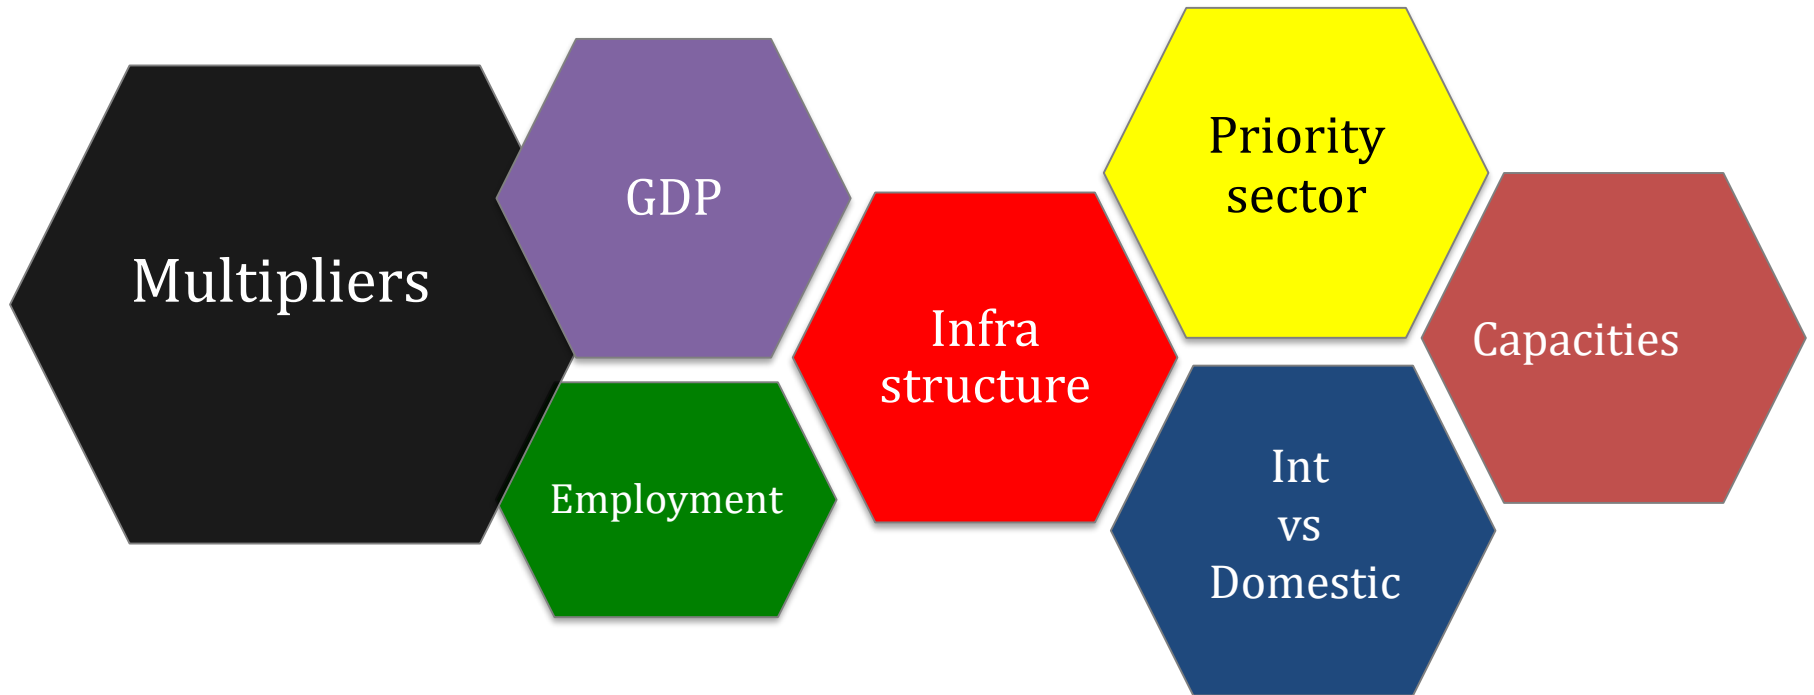 Multipliers
GDP
Employment
Infra
structure
Priority
sector
Int
vs
Domestic
Capacities